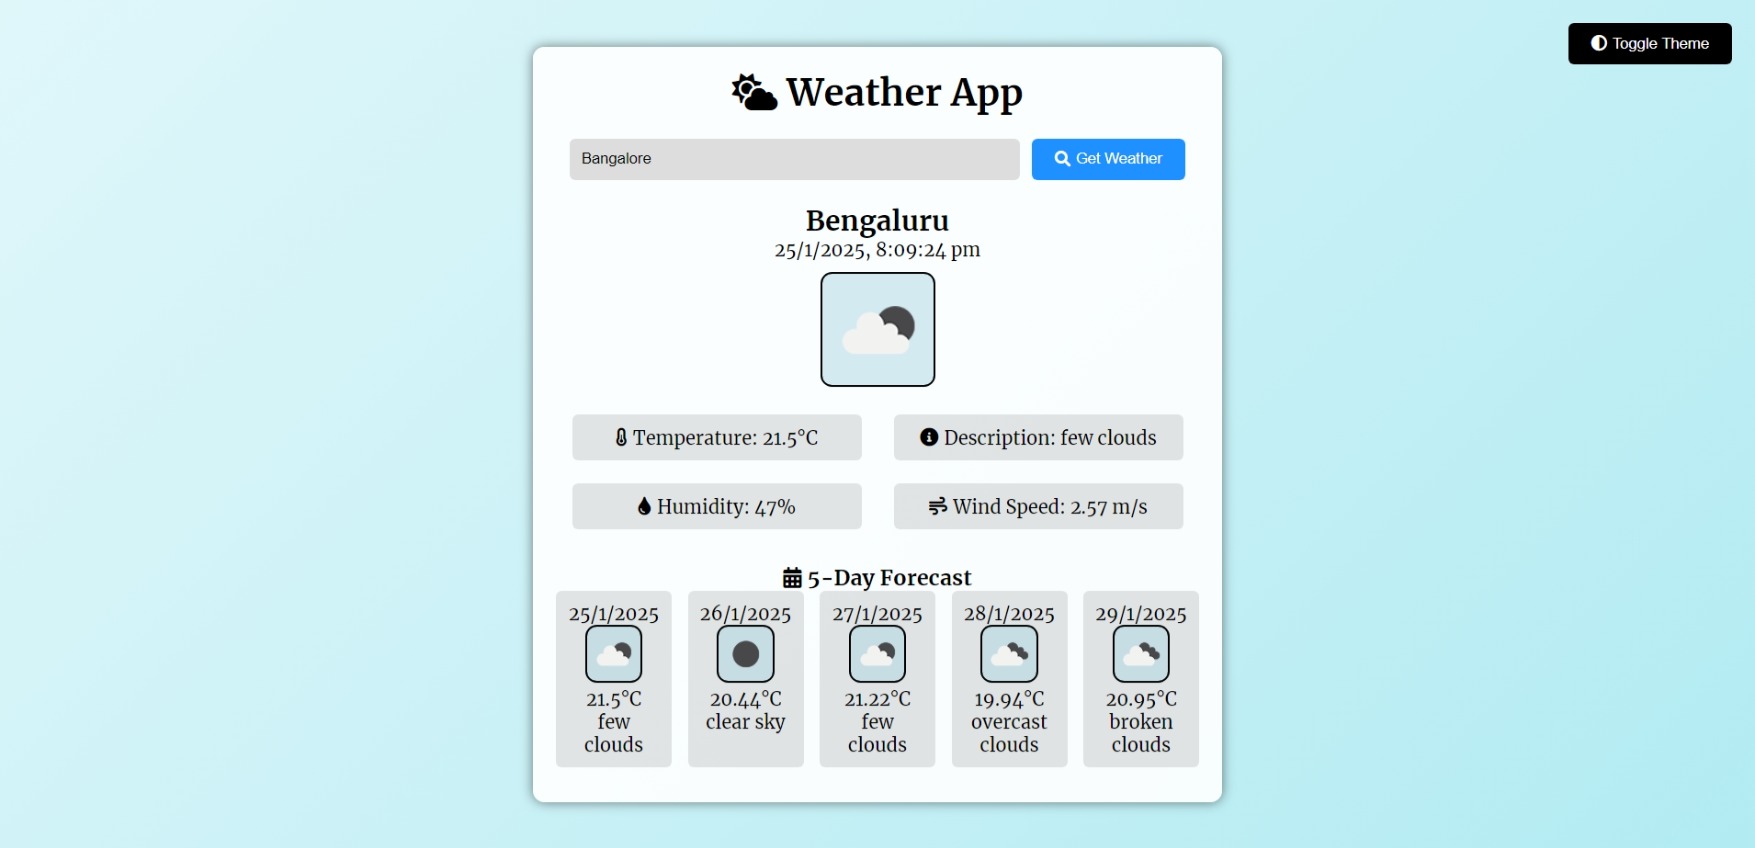 Toggle Theme
Weather App
Bangalore
Get Weather
Bengaluru
25/1/2025, 8:09:24 pm
Temperature: 21.5°C
Description: few clouds
Humidity: 47%
Wind Speed: 2.57 m/s
5-Day Forecast
25/1/2025
21.5°C
few
clouds
26/1/2025
20.44°C
clear sky
27/1/2025
21.22°C
few
clouds
28/1/2025
19.94°C
overcast
clouds
29/1/2025
20.95°C
broken
clouds